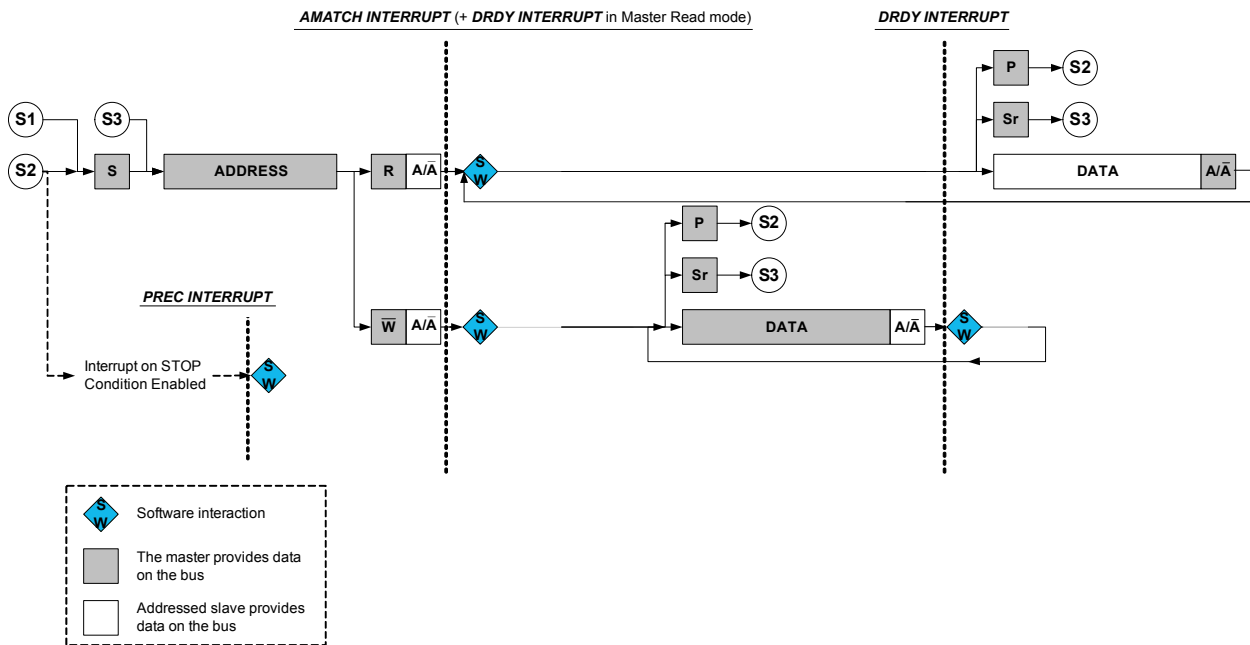 AMATCH INTERRUPT (+ DRDY INTERRUPT in Master Read mode)
DRDY INTERRUPT
P
S2
S1
S3
Sr
S3
S2
S
ADDRESS
R
A/A̅
S
W
DATA
A/A̅
P
S2
Sr
S3
PREC INTERRUPT
W̅
A/A̅
S
W
DATA
A/A̅
S
W
Interrupt on STOP
Condition Enabled
S
W
S
W
Software interaction
The master provides data
on the bus
Addressed slave provides
data on the bus